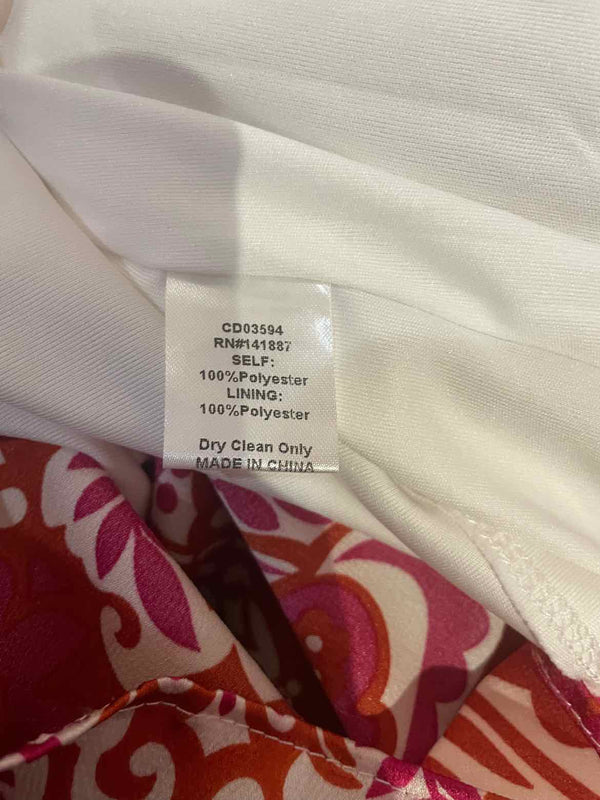 CD03594
RN#141887
SELF:
100%Polyester
LINING:
100%Polyester
Dry Clean Only
MADE IN CHINA